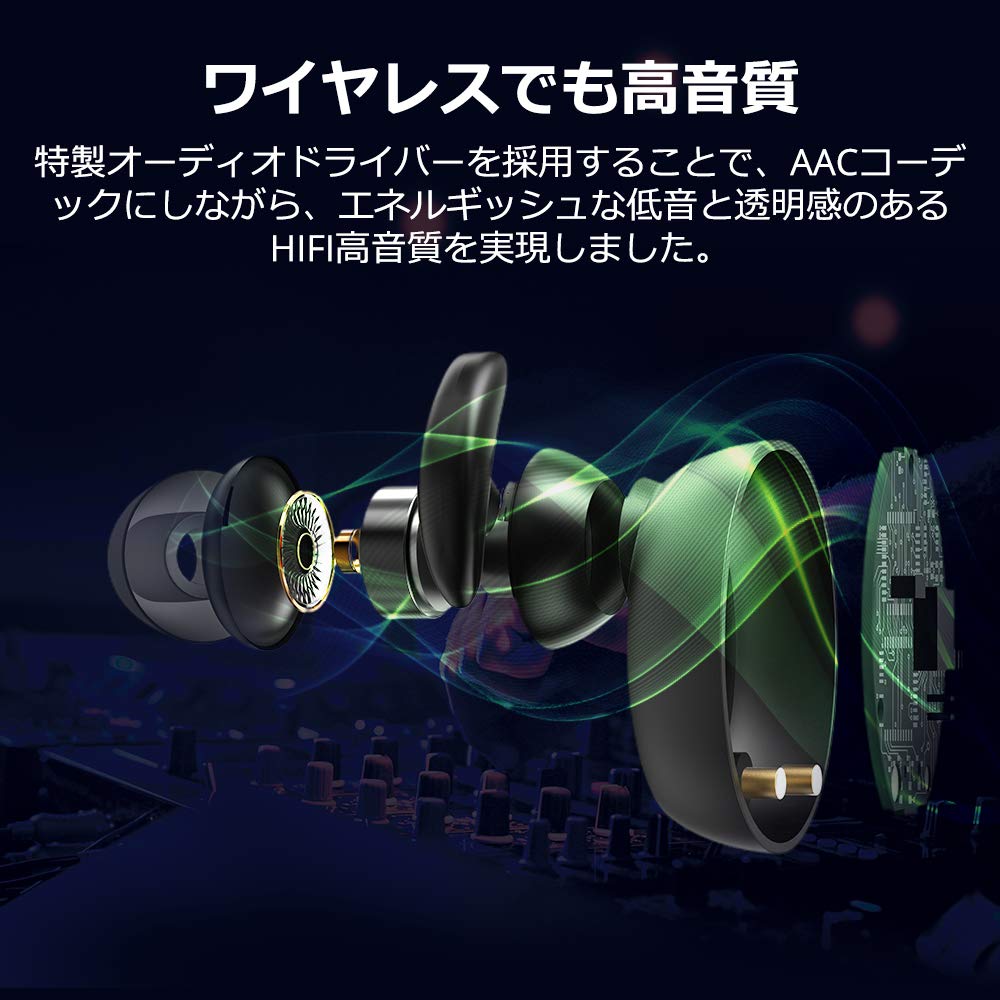 ワイヤレスでも高音質
特製オーディオドライバーを採用することで、AACコーデ
ックにしながら、エネルギッシュな低音と透明感のある
HIFI高音質を実現しました。